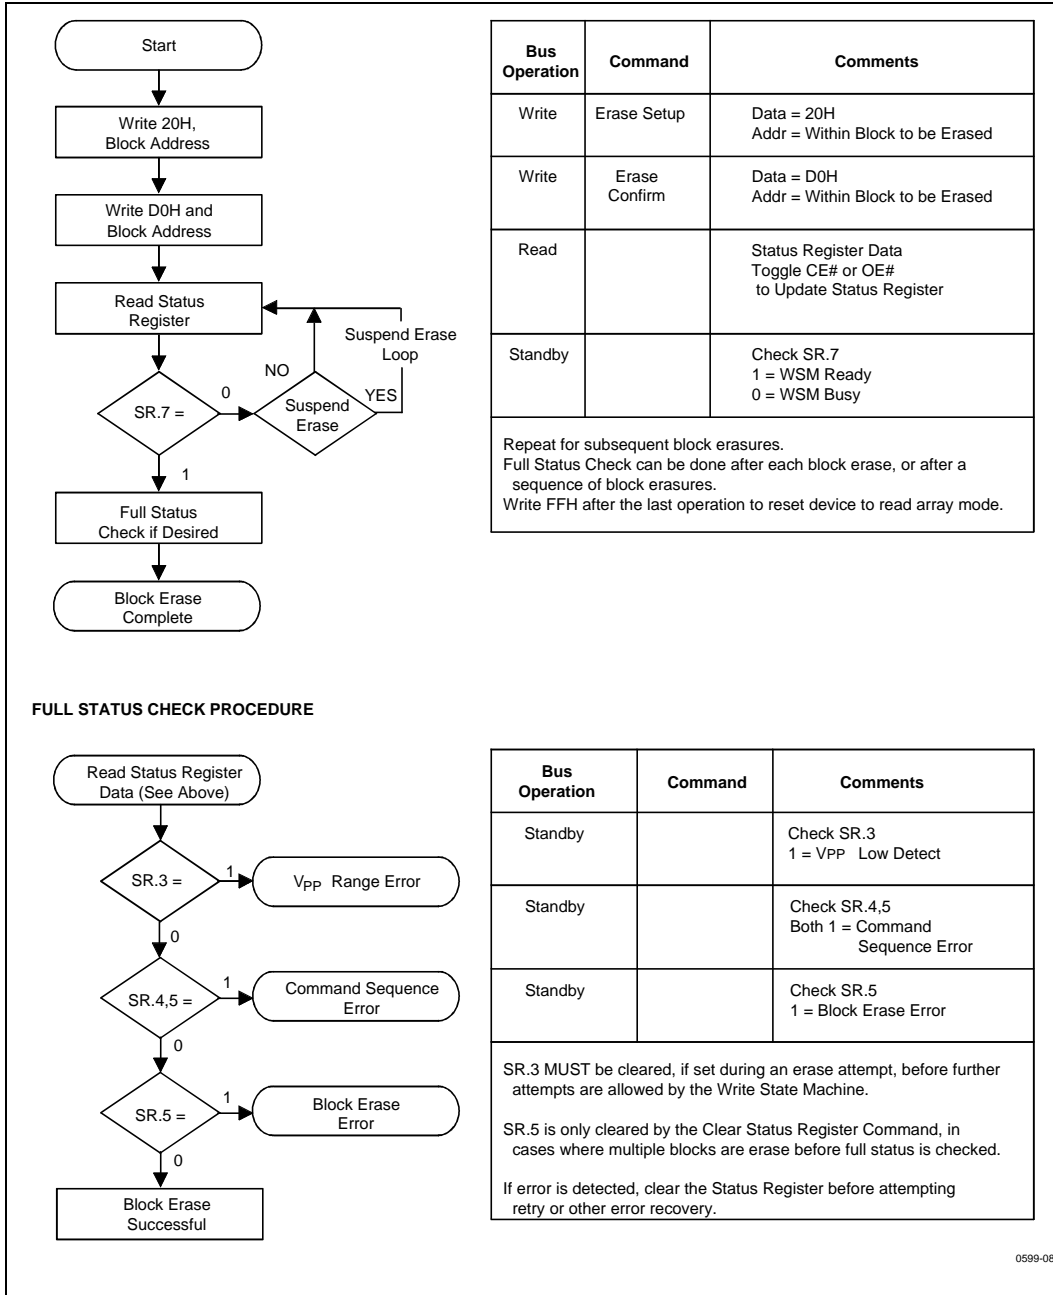 Start
Write 20H,
Block Address
Write D0H and
Block Address
Read Status
Register
Suspend Erase
Loop
NO
YES
0
SR.7 =
Suspend
Erase
1
Full Status
Check if Desired
Block Erase
Complete
Bus
Operation
Command
Comments
Write
Erase Setup
Data = 20H
Addr = Within Block to be Erased
Write
Erase
Confirm
Data = D0H
Addr = Within Block to be Erased
Read
Status Register Data
Toggle CE# or OE#
to Update Status Register
Standby
Check SR.7
1 = WSM Ready
0 = WSM Busy
Repeat for subsequent block erasures.
Full Status Check can be done after each block erase, or after a
sequence of block erasures.
Write FFH after the last operation to reset device to read array mode.
FULL STATUS CHECK PROCEDURE
Read Status Register
Data (See Above)
SR.3 =
1
VPP Range Error
0
SR.4,5 =
1
Command Sequence
Error
0
SR.5 =
1
Block Erase
Error
0
Block Erase
Successful
Bus
Operation
Command
Comments
Standby
Check SR.3
1 = VPP Low Detect
Standby
Check SR.4,5
Both 1 = Command
Sequence Error
Standby
Check SR.5
1 = Block Erase Error
SR.3 MUST be cleared, if set during an erase attempt, before further
attempts are allowed by the Write State Machine.
SR.5 is only cleared by the Clear Status Register Command, in
cases where multiple blocks are erase before full status is checked.
If error is detected, clear the Status Register before attempting
retry or other error recovery.
0599-08